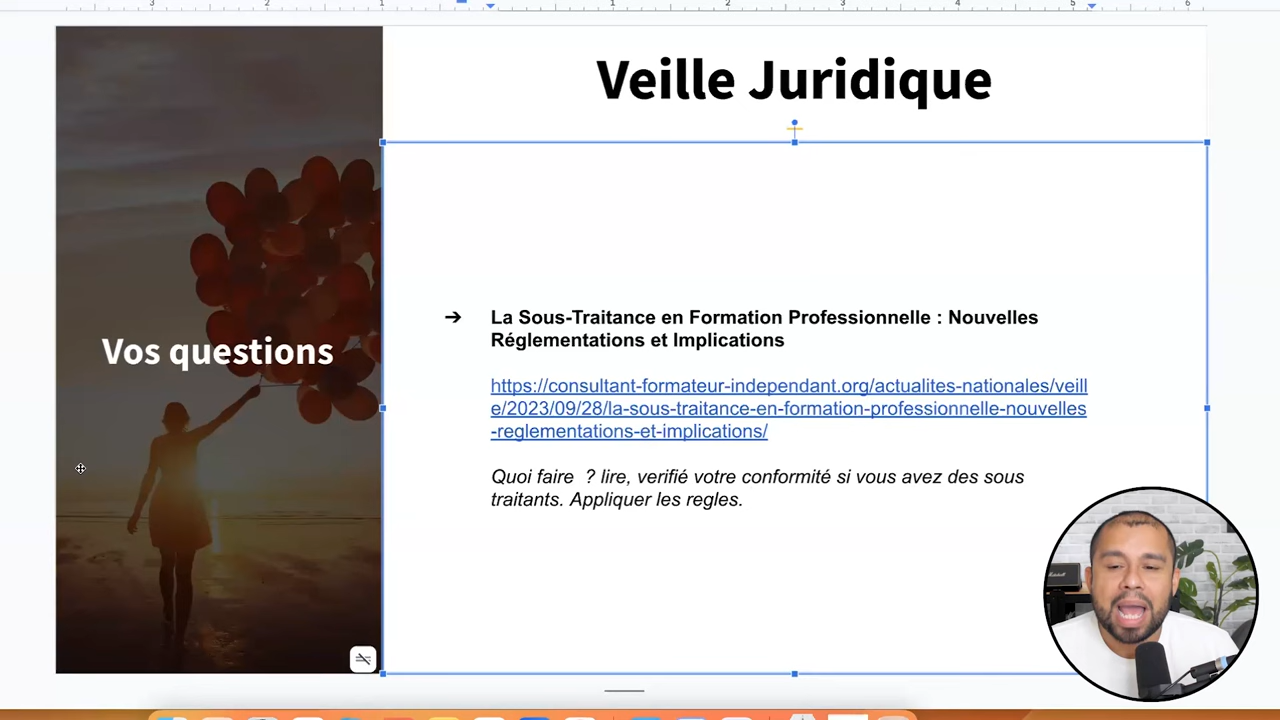 Veille Juridique
Vos questions
➔ La Sous-Traitance en Formation Professionnelle : Nouvelles
Réglementations et Implications
https://consultant-formateur-independant.org/actualites-nationales/veill
e/2023/09/28/la-sous-traitance-en-formation-professionnelle-nouvelles
-reglementations-et-implications/
Quoi faire  ? lire, verifié votre conformité si vous avez des sous
traitants. Appliquer les regles.